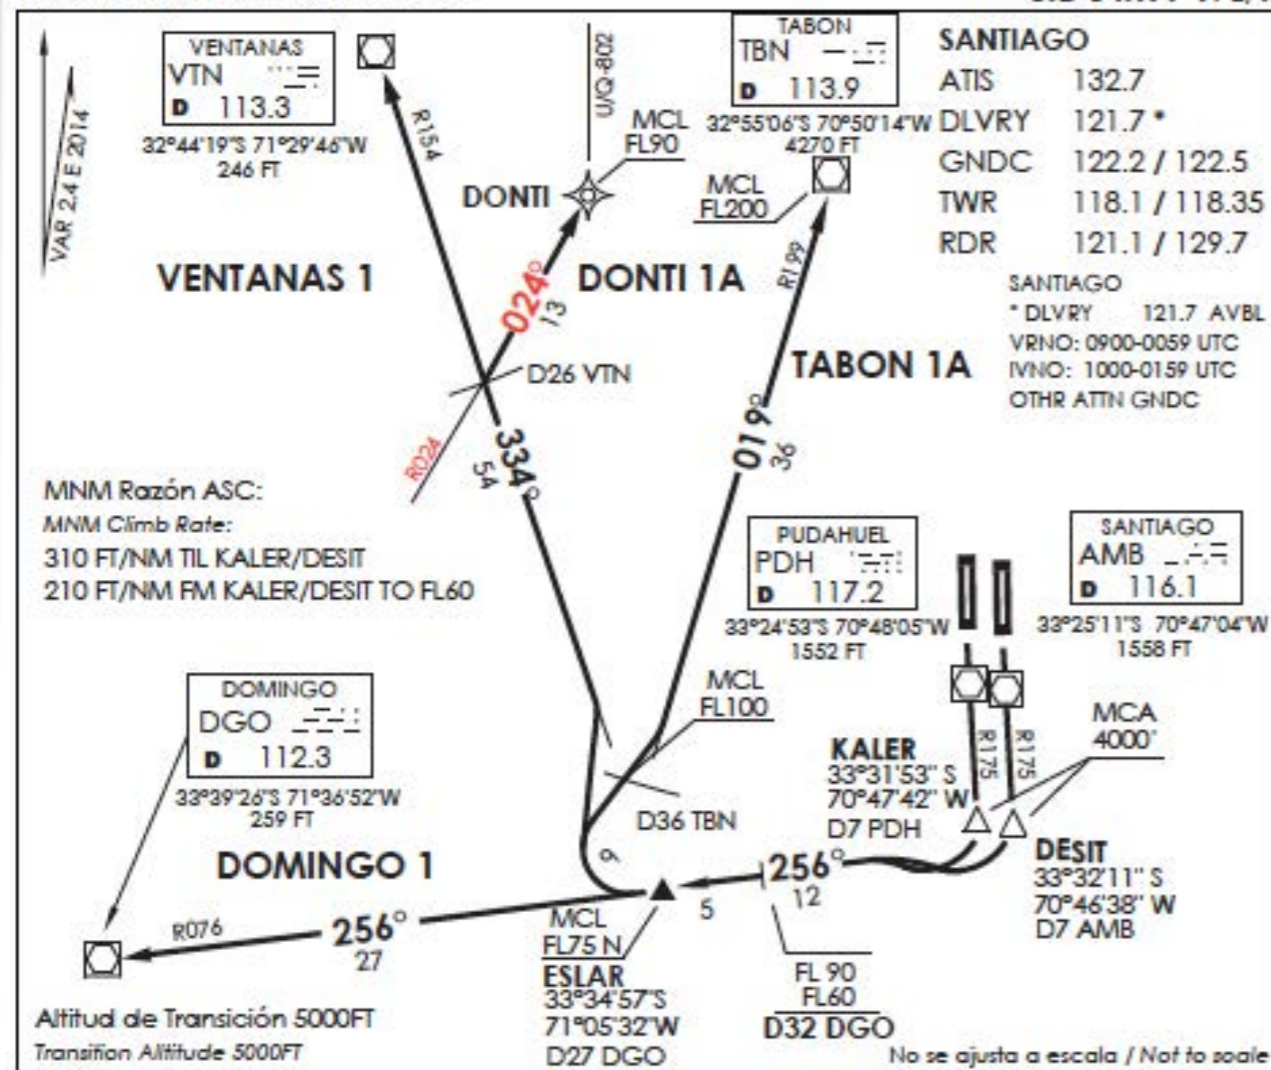 VENTANAS
VTN
D 113.3
32°44'19"S 71°29'46"W
246 FT
VAR 2.4 E 2014
R154
U/Q-802
MCL
FL90
DONTI
TABON
TBN
D 113.9
32°55'06"S 70°50'14"W
4270 FT
MCL
FL200
R199
SANTIAGO
ATIS 132.7
DLVRY 121.7 *
GNDC 122.2 / 122.5
TWR 118.1 / 118.35
RDR 121.1 / 129.7
SANTIAGO
* DLVRY 121.7 AVBL
VRNO: 0900-0059 UTC
IVNO: 1000-0159 UTC
OTHR ATTN GNDC
VENTANAS 1
024°
13
DONTI 1A
TABON 1A
D26 VTN
R024
334°
54
019°
36
MNM Razón ASC:
MNM Climb Rate:
310 FT/NM TIL KALER/DESIT
210 FT/NM FM KALER/DESIT TO FL60
PUDAHUEL
PDH
D 117.2
33°24'53"S 70°48'05"W
1552 FT
SANTIAGO
AMB
D 116.1
33°25'11"S 70°47'04"W
1558 FT
DOMINGO
DGO
D 112.3
33°39'26"S 71°36'52"W
259 FT
MCL
FL100
R175
R175
MCA
4000'
KALER
33°31'53" S
70°47'42" W
D7 PDH
D36 TBN
DESIT
33°32'11" S
70°46'38" W
D7 AMB
DOMINGO 1
9
256°
12
5
R076
256°
27
MCL
FL75 N
ESLAR
33°34'57"S
71°05'32"W
D27 DGO
FL 90
FL60
D32 DGO
Altitud de Transición 5000FT
Transition Altitude 5000FT
No se ajusta a escala / Not to scale